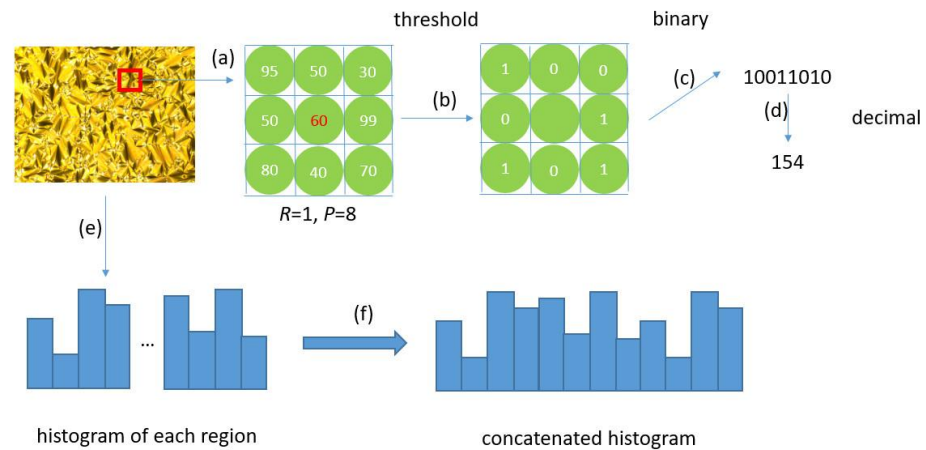 threshold
binary
(a)
95 50 30
50 60 99
80 40 70
R=1, P=8
(b)
1 0 0
0 1
1 0 1
(c)
10011010
(d)
decimal
154
(e)
...
(f)
histogram of each region
concatenated histogram